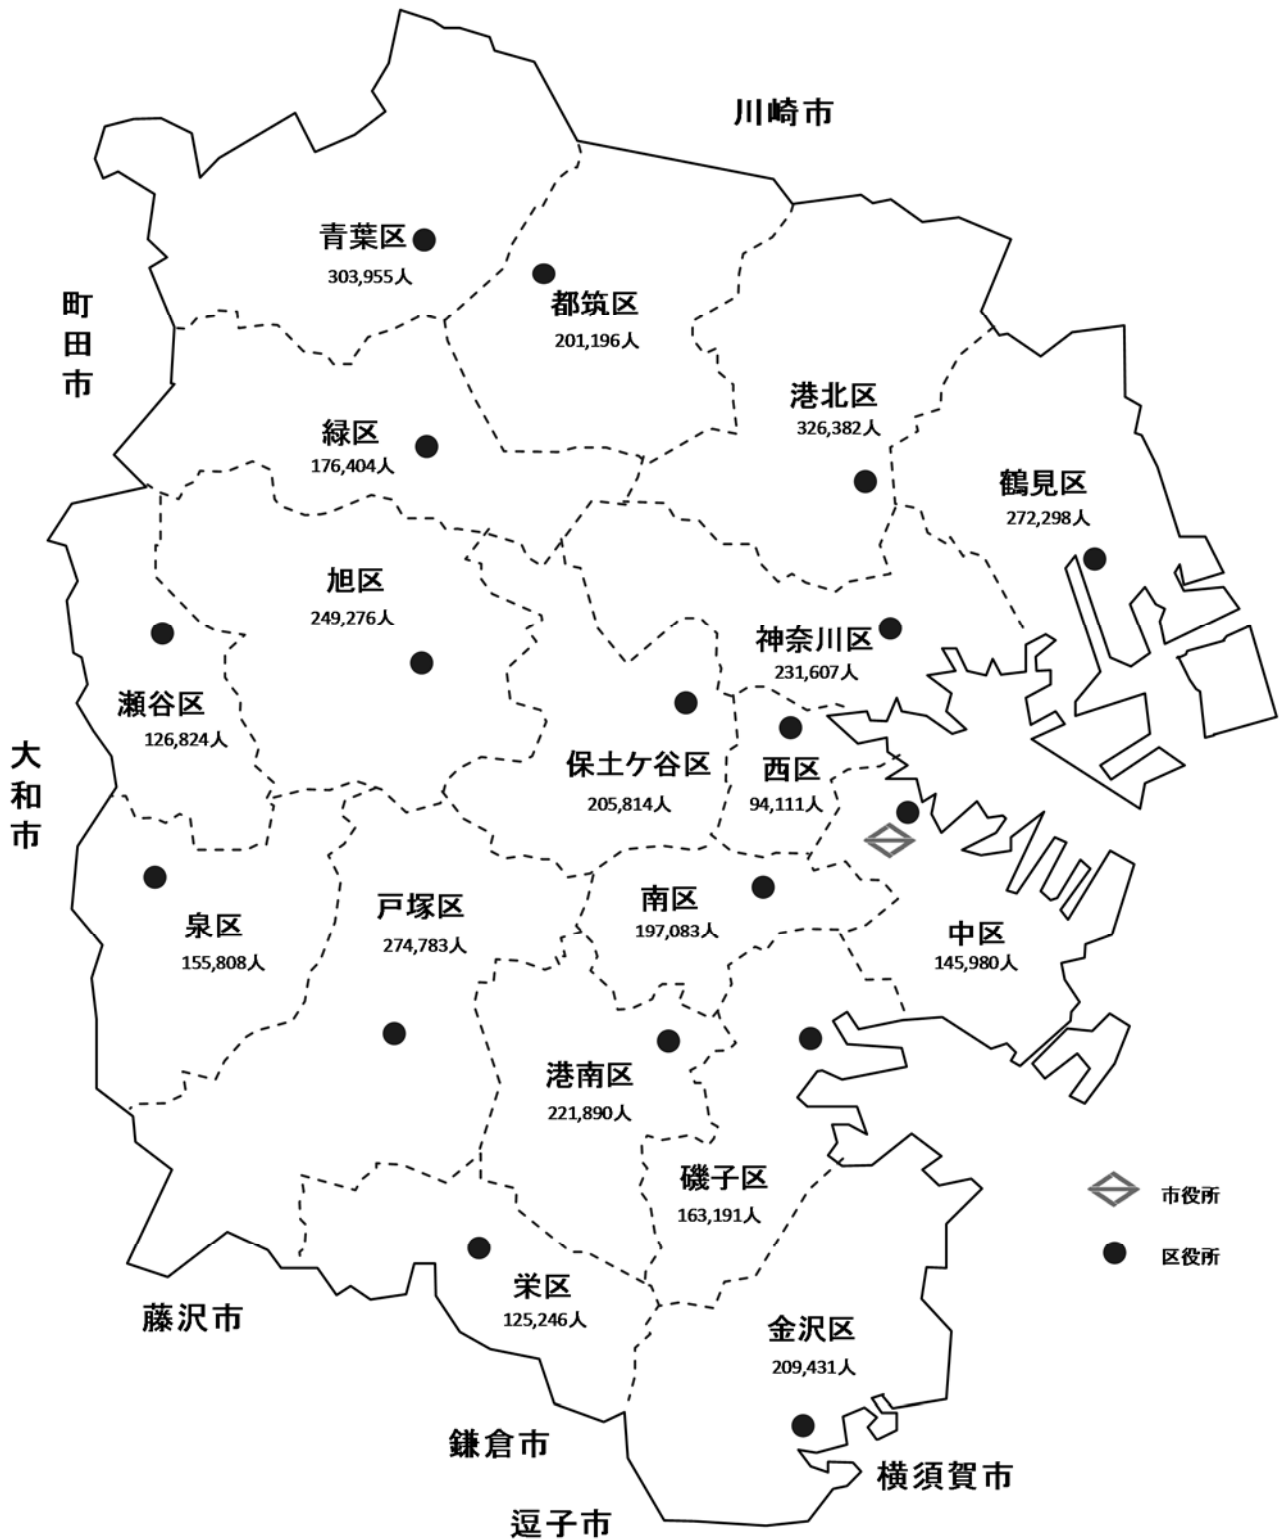 川崎市
青葉区
303,955人
町田市
都筑区
201,196人
港北区
326,382人
緑区
176,404人
鶴見区
272,298人
旭区
249,276人
神奈川区
231,607人
瀬谷区
126,824人
大和市
保土ケ谷区
205,814人
西区
94,111人
泉区
155,808人
戸塚区
274,783人
南区
197,083人
中区
145,980人
港南区
221,890人
磯子区
163,191人
市役所
区役所
栄区
125,246人
藤沢市
金沢区
209,431人
鎌倉市
横須賀市
逗子市